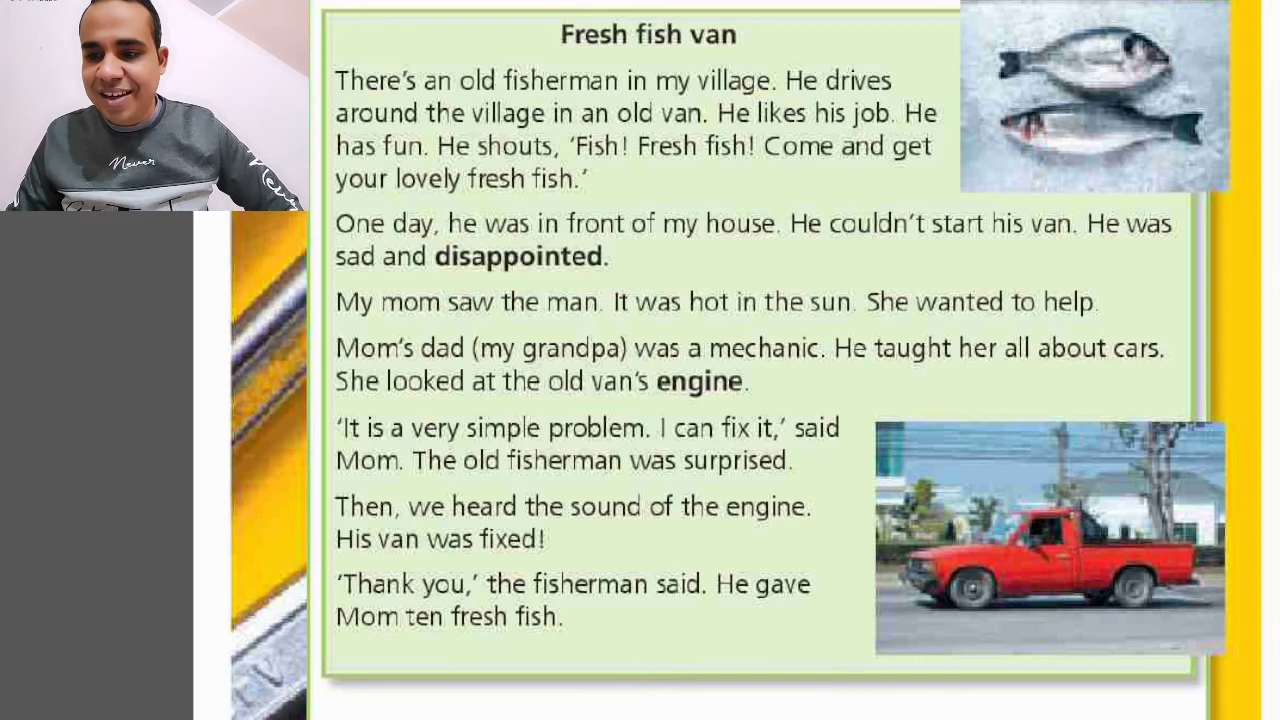 Fresh fish van
There's an old fisherman in my village. He drives
around the village in an old van. He likes his job. He
has fun. He shouts, 'Fish! Fresh fish! Come and get
your lovely fresh fish.'
One day, he was in front of my house. He couldn't start his van. He was
sad and disappointed.
My mom saw the man. It was hot in the sun. She wanted to help.
Mom's dad (my grandpa) was a mechanic. He taught her all about cars.
She looked at the old van's engine.
'It is a very simple problem. I can fix it,' said
Mom. The old fisherman was surprised.
Then, we heard the sound of the engine.
His van was fixed!
'Thank you,' the fisherman said. He gave
Mom ten fresh fish.
Never